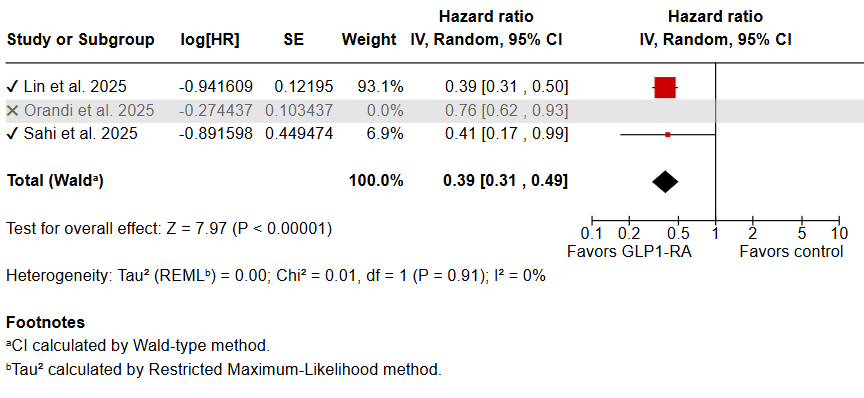 Hazard ratio Hazard ratio
Study or Subgroup log[HR] SE Weight IV, Random, 95% CI IV, Random, 95% CI
✓ Lin et al. 2025 -0.941609 0.12195 93.1% 0.39 [0.31 , 0.50]
✕ Orandi et al. 2025 -0.274437 0.103437 0.0% 0.76 [0.62 , 0.93]
✓ Sahi et al. 2025 -0.891598 0.449474 6.9% 0.41 [0.17 , 0.99]
Total (Waldᵃ) 100.0% 0.39 [0.31 , 0.49]
Test for overall effect: Z = 7.97 (P < 0.00001)
0.1 0.2 0.5 1 2 5 10
Favors GLP1-RA Favors control
Heterogeneity: Tau² (REMLᵇ) = 0.00; Chi² = 0.01, df = 1 (P = 0.91); I² = 0%
Footnotes
ᵃCI calculated by Wald-type method.
ᵇTau² calculated by Restricted Maximum-Likelihood method.